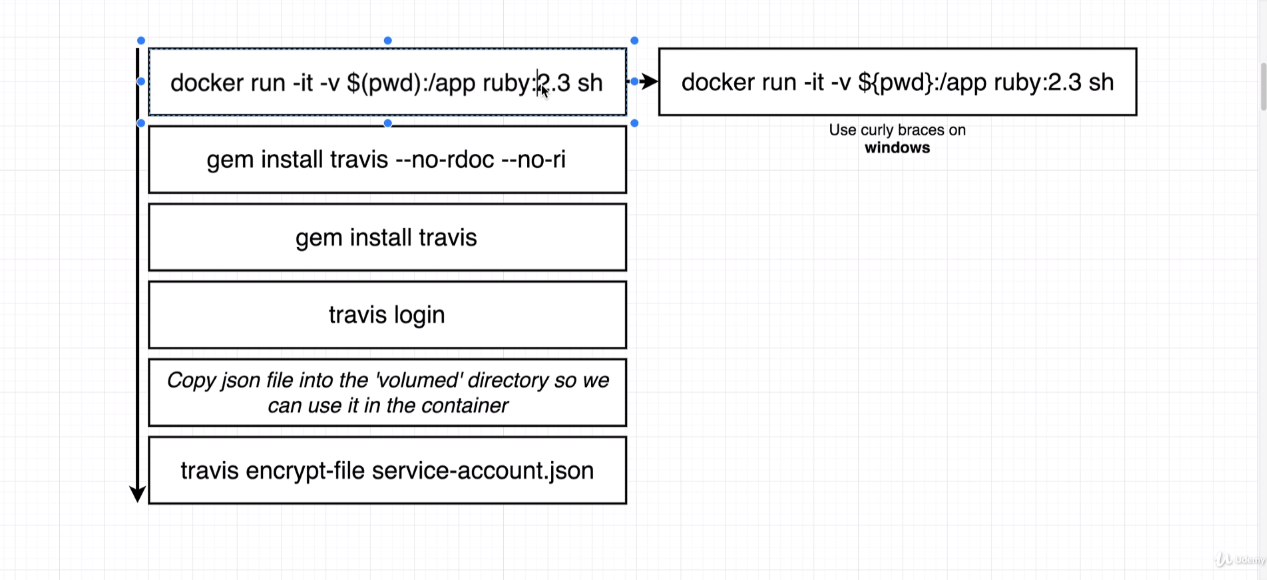 docker run -it -v $(pwd):/app ruby:2.3 sh
docker run -it -v ${pwd}:/app ruby:2.3 sh
Use curly braces on
windows
gem install travis --no-rdoc --no-ri
gem install travis
travis login
Copy json file into the 'volumed' directory so we
can use it in the container
travis encrypt-file service-account.json
Udemy